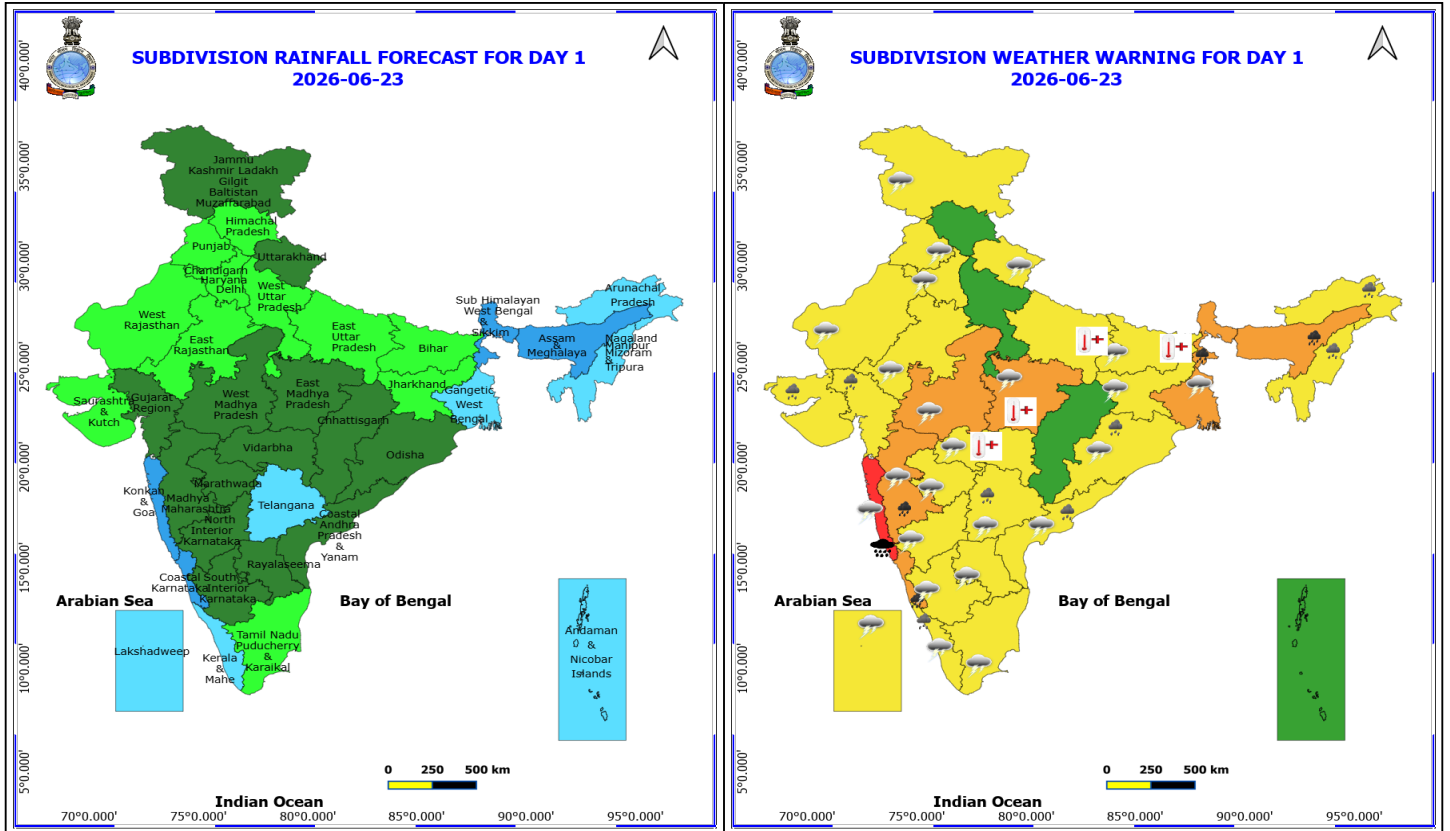 SUBDIVISION RAINFALL FORECAST FOR DAY 1
2026-06-23
40°0.000'
35°0.000'
30°0.000'
25°0.000'
20°0.000'
15°0.000'
10°0.000'
5°0.000'
Jammu
Kashmir Ladakh
Gilgit
Baltistan
Muzaffarabad
Himachal
Pradesh
Punjab
Uttarakhand
Chandigarh
Haryana
Delhi
West
Uttar
Pradesh
West
Rajasthan
East
Rajasthan
East
Uttar
Pradesh
Bihar
Sub Himalayan
West Bengal
&
Sikkim
Arunachal
Pradesh
Assam
&
Meghalaya
Nagaland
Manipur
Mizoram
&
Tripura
Jharkhand
Gangetic
West
Bengal
Saurashtra
&
Kutch
Gujarat
Region
West
Madhya
Pradesh
East
Madhya
Pradesh
Chhattisgarh
Vidarbha
Odisha
Konkan
&
Goa
Madhya
Maharashtra
Marathwada
Telangana
North
Interior
Karnataka
Coastal
Andhra
Pradesh
&
Yanam
Rayalaseema
Coastal
Karnataka
South
Interior
Karnataka
Arabian Sea
Bay of Bengal
Lakshadweep
Kerala
&
Mahe
Tamil Nadu
Puducherry
&
Karaikal
Andaman
&
Nicobar
Islands
0 250 500 km
Indian Ocean
70°0.000' 75°0.000' 80°0.000' 85°0.000' 90°0.000' 95°0.000'
SUBDIVISION WEATHER WARNING FOR DAY 1
2026-06-23
40°0.000'
35°0.000'
30°0.000'
25°0.000'
20°0.000'
15°0.000'
10°0.000'
5°0.000'
Arabian Sea
Bay of Bengal
0 250 500 km
Indian Ocean
70°0.000' 75°0.000' 80°0.000' 85°0.000' 90°0.000' 95°0.000'